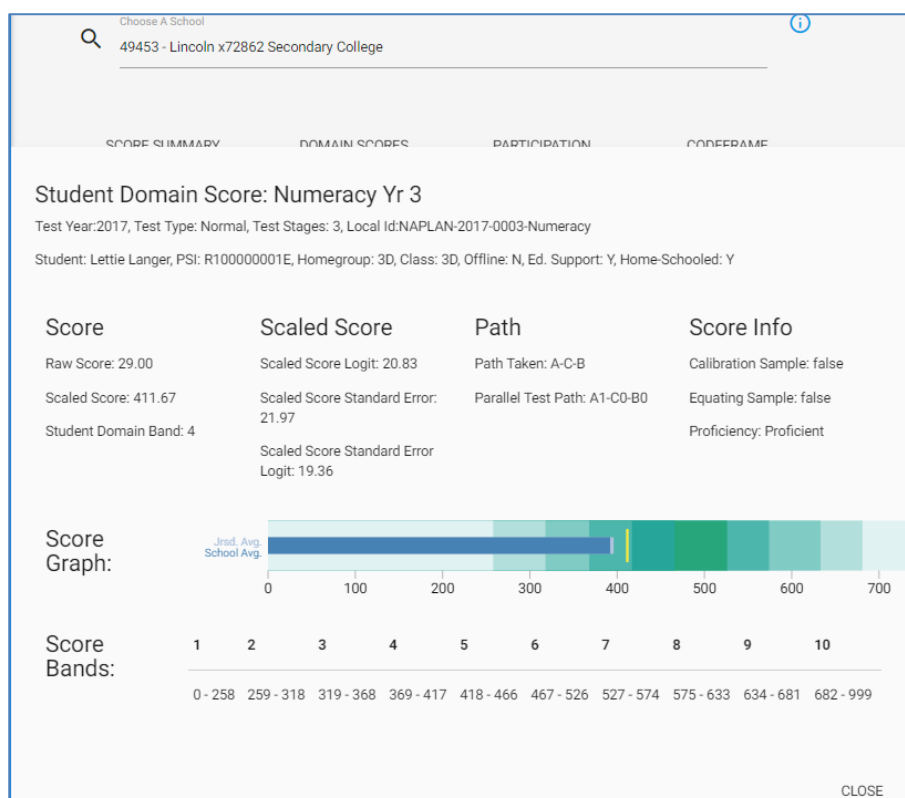 Choose A School
49453 - Lincoln x72862 Secondary College
SCORE SUMMARY DOMAIN SCORES PARTICIPATION CODEFRAME
Student Domain Score: Numeracy Yr 3
Test Year:2017, Test Type: Normal, Test Stages: 3, Local Id:NAPLAN-2017-0003-Numeracy
Student: Lettie Langer, PSI: R100000001E, Homegroup: 3D, Class: 3D, Offline: N, Ed. Support: Y, Home-Schooled: Y
Score
Raw Score: 29.00
Scaled Score: 411.67
Student Domain Band: 4
Scaled Score
Scaled Score Logit: 20.83
Scaled Score Standard Error:
21.97
Scaled Score Standard Error
Logit: 19.36
Path
Path Taken: A-C-B
Parallel Test Path: A1-C0-B0
Score Info
Calibration Sample: false
Equating Sample: false
Proficiency: Proficient
Score
Graph:
Jrsd. Avg.
School Avg.
0 100 200 300 400 500 600 700
Score
Bands:
1 2 3 4 5 6 7 8 9 10
0 - 258 259 - 318 319 - 368 369 - 417 418 - 466 467 - 526 527 - 574 575 - 633 634 - 681 682 - 999
CLOSE